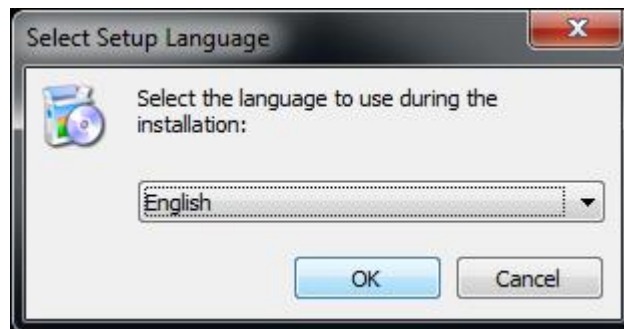 Select Setup Language
Select the language to use during the
installation:
English
OK
Cancel